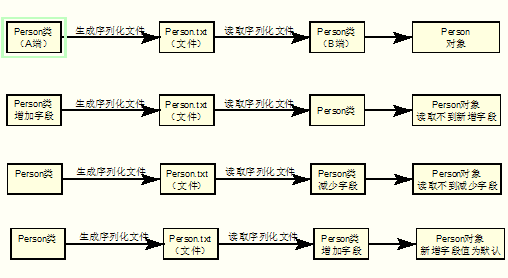 Person类
（A端）
生成序列化文件
Person.txt
（文件）
读取序列化文件
Person类
（B端）
Person
对象
Person类
增加字段
生成序列化文件
Person.txt
（文件）
读取序列化文件
Person类
Person对象
读取不到新增字段
Person类
生成序列化文件
Person.txt
（文件）
读取序列化文件
Person类
减少字段
Person对象
读取不到减少字段
Person类
生成序列化文件
Person.txt
（文件）
读取序列化文件
Person类
增加字段
Person对象
新增字段值为默认